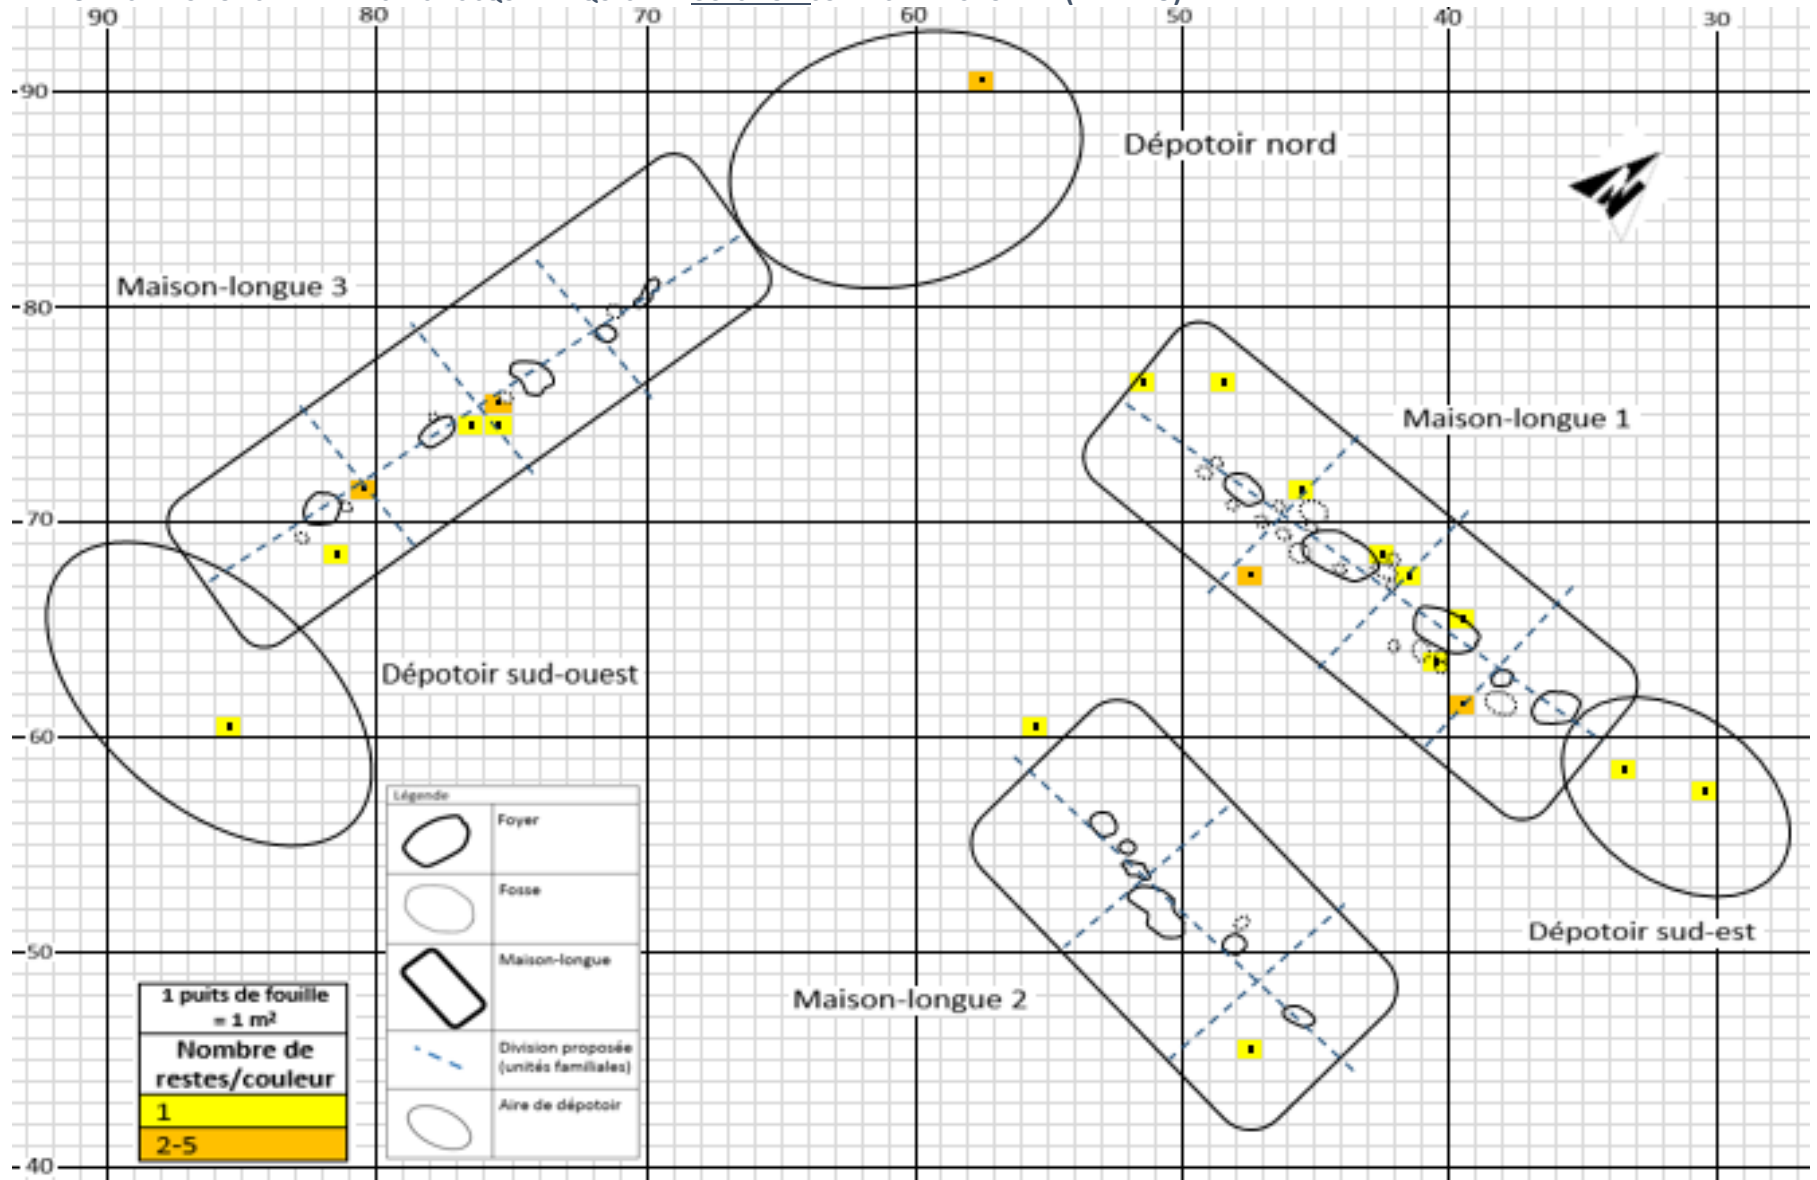 90 80 70 60 50 40 30
90
Dépotoir nord
N
Maison-longue 3
80
Maison-longue 1
70
Dépotoir sud-ouest
60
Légende
Foyer
Fosse
Maison-longue
Division proposée
(unités familiales)
Aire de dépotoir
Dépotoir sud-est
50
Maison-longue 2
1 puits de fouille
= 1 m²
Nombre de
restes/couleur
1
2-5
40